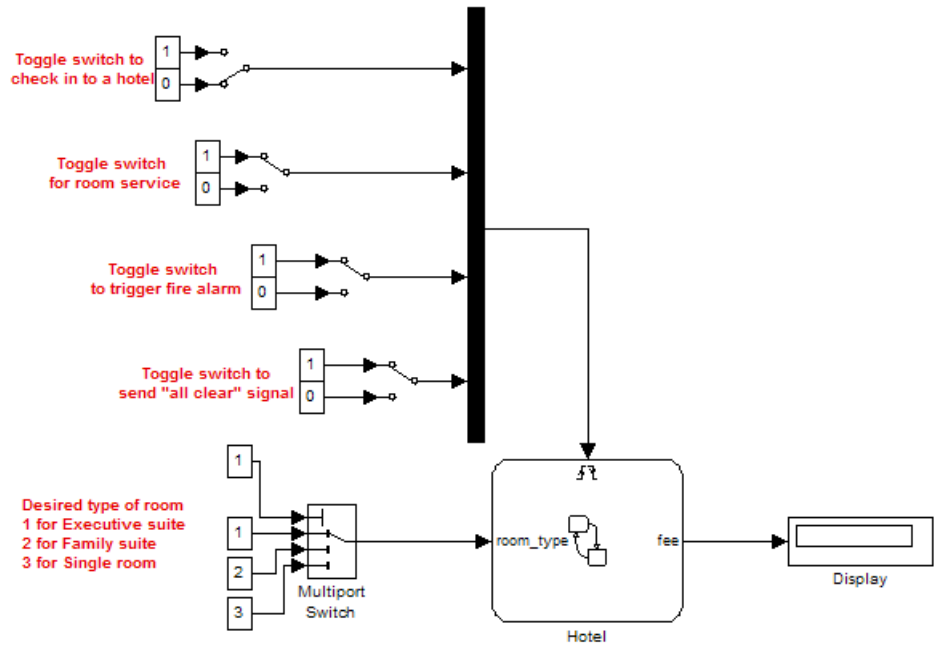 Toggle switch to
check in to a hotel
1
0
Toggle switch
for room service
1
0
Toggle switch
to trigger fire alarm
1
0
Toggle switch to
send "all clear" signal
1
0
Desired type of room
1 for Executive suite
2 for Family suite
3 for Single room
1
1
2
3
Multiport
Switch
room_type
fee
Hotel
Display